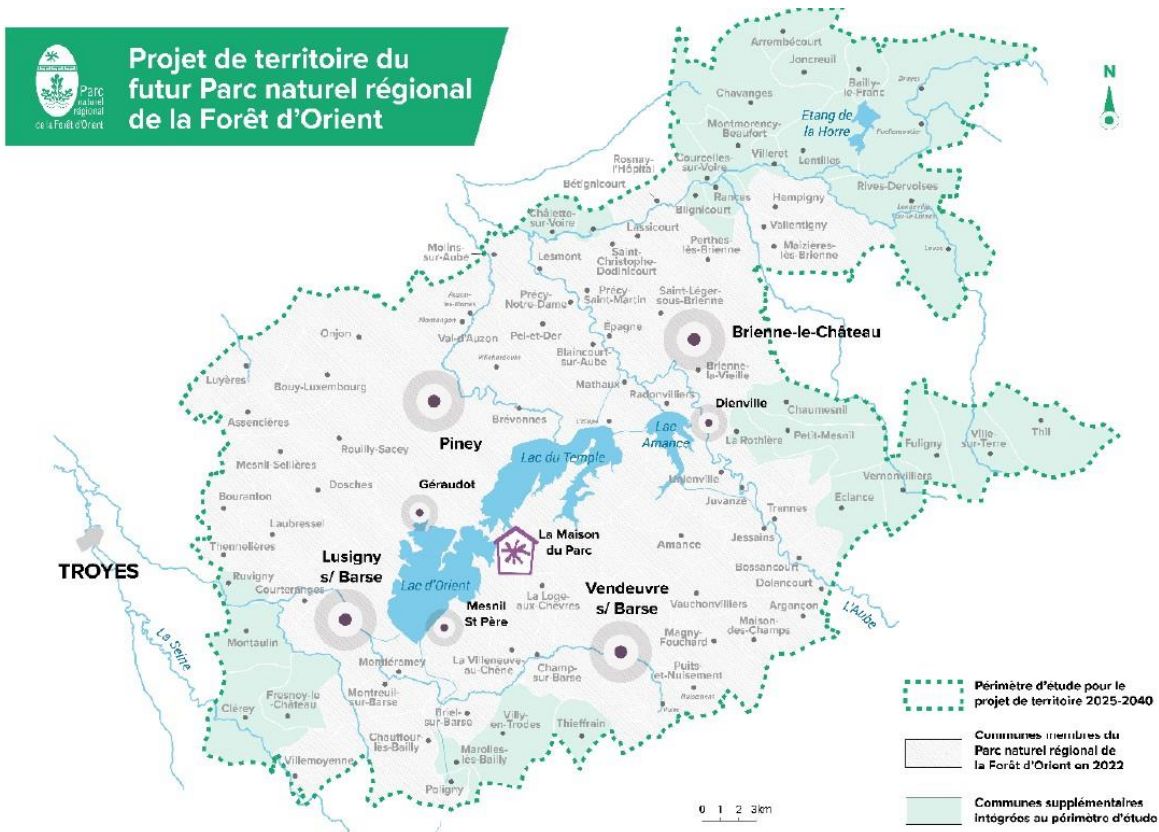 Projet de territoire du
futur Parc naturel régional
de la Forêt d'Orient
Parc
naturel
régional
de la Forêt d'Orient
N
Arrembécourt
Joncreuil
Bailly-
le-Franc
Chavanges
Etang de
la Horre
Montmorency-
Beaufort
Villeret
Lentilles
Rosnay-
l'Hôpital
Courcelles-
sur-Voire
Bétignicourt
Rances
Rives-Dervoises
Blignicourt
Hampigny
Châlette-
sur-Voire
Lassicourt
Vallentigny
Perthes-
lès-Brienne
Maizières-
lès-Brienne
Molins-
sur-Aube
Lesmont
Saint-
Christophe-
Dodinicourt
Précy-
Notre-Dame
Précy-
Saint-Martin
Saint-Léger-
sous-Brienne
Onjon
Val-d'Auzon
Pel-et-Der
Épagne
Brienne-le-Château
Blaincourt-
sur-Aube
Brienne-
la-Vieille
Luyères
Bouy-Luxembourg
Mathaux
Radonvilliers
Dienville
Chaumesnil
Assencières
Brévonnes
Piney
Lac
Amance
La Rothière
Petit-Mesnil
Fuligny
Ville-
sur-Terre
Thil
Rouilly-Sacey
Mesnil-Sellières
Lac du Temple
Dosches
Géraudot
Unienville
Vernonvilliers
Bouranton
Juvanzé
Eclance
Laubressel
La Maison
du Parc
Trannes
Thennelières
Amance
Jessains
TROYES
Lusigny
s/ Barse
Bossancourt
Ruvigny
Courteranges
Lac d'Orient
La Loge-
aux-Chèvres
Vendeuvre
s/ Barse
Dolancourt
Mesnil
St Père
Vauchonvilliers
Argançon
L'Aube
La Seine
Montaulin
Magny-
Fouchard
Maison-
des-Champs
Montiéramey
La Villeneuve-
au-Chêne
Champ-
sur-Barse
Puits-
et-Nuisement
Fresnoy-le
-Château
Montreuil-
sur-Barse
Clérey
Briel-
sur-Barse
Villy-
en-Trodes
Thieffrain
Chauffour
lès-Bailly
Marolles-
lès-Bailly
Villemoyenne
Poligny
Périmètre d'étude pour le
projet de territoire 2025-2040
Communes membres du
Parc naturel régional de
la Forêt d'Orient en 2022
Communes supplémentaires
intégrées au périmètre d'étude
0 1 2 3km